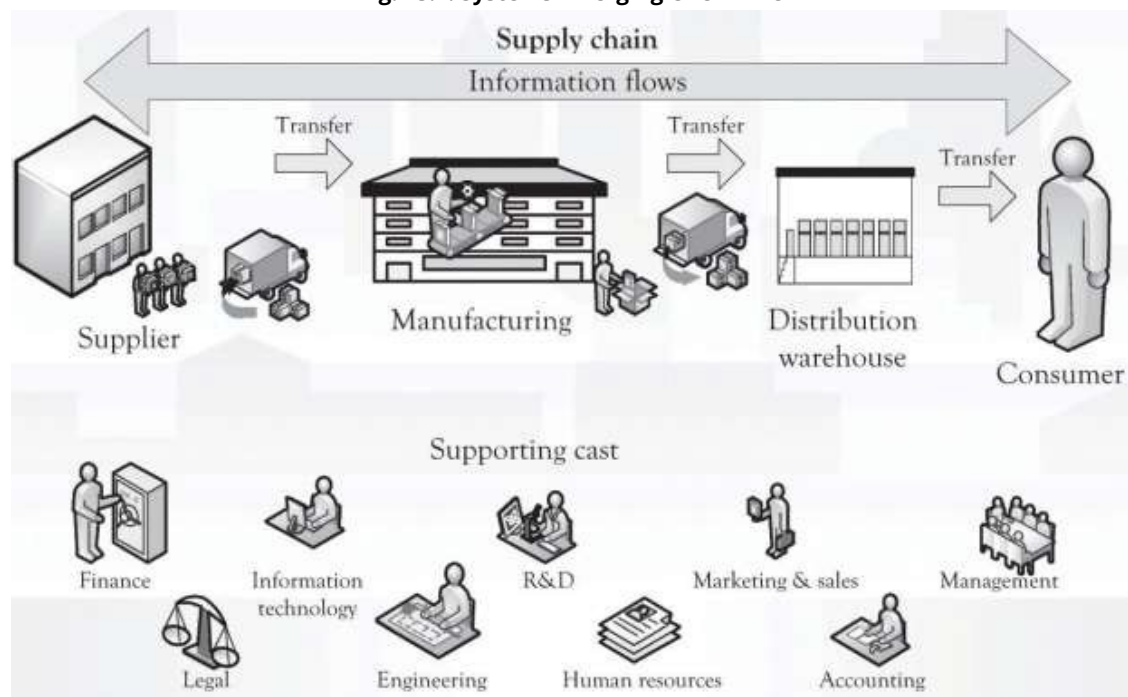 Supply chain
Information flows
Transfer
Transfer
Transfer
Supplier
Manufacturing
Distribution
warehouse
Consumer
Supporting cast
Finance
Information
technology
R&D
Marketing & sales
Management
Legal
Engineering
Human resources
Accounting